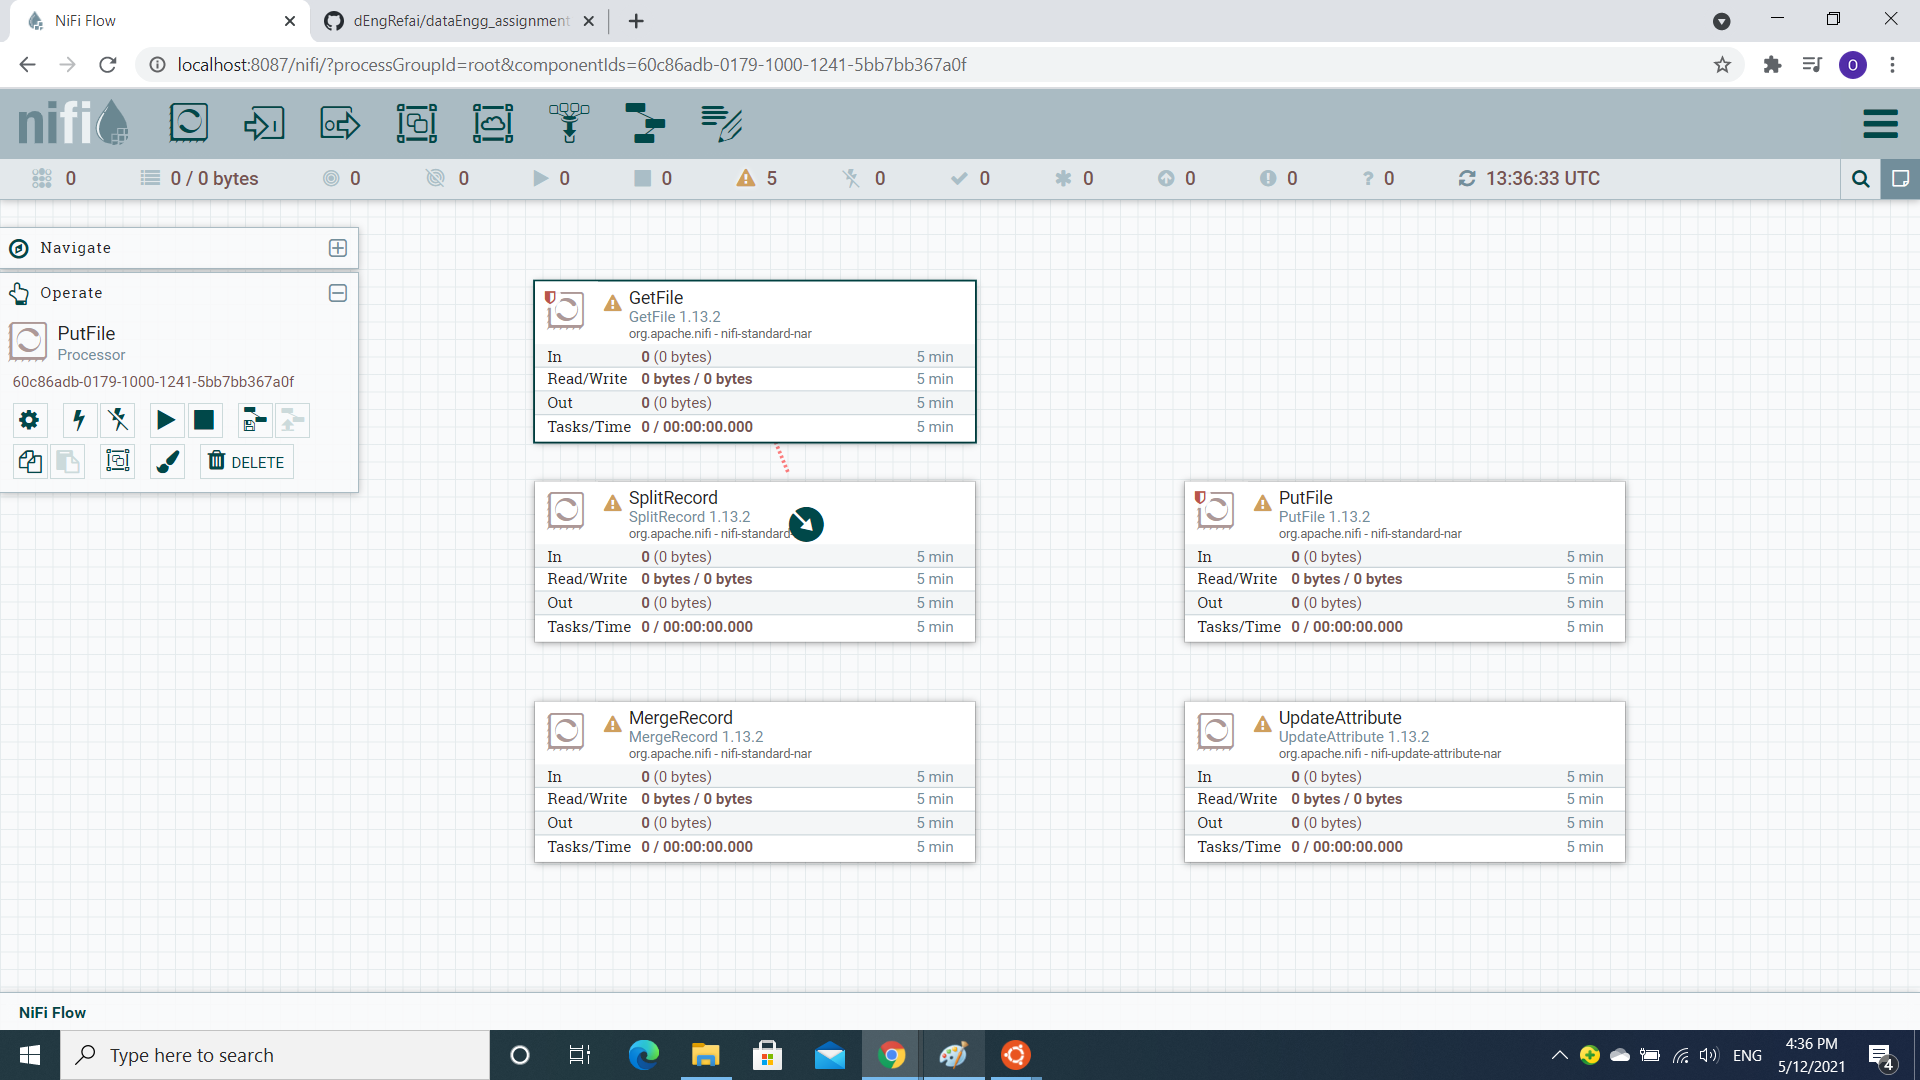 NiFi Flow
dEngRefai/dataEngg_assignment
localhost:8087/nifi/?processGroupId=root&componentIds=60c86adb-0179-1000-1241-5bb7bb367a0f
O
nifi
0
0 / 0 bytes
0
0
0
0
5
0
0
0
0
0
? 0
13:36:33 UTC
Navigate
Operate
PutFile
Processor
60c86adb-0179-1000-1241-5bb7bb367a0f
DELETE
GetFile
GetFile 1.13.2
org.apache.nifi - nifi-standard-nar
In 0 (0 bytes) 5 min
Read/Write 0 bytes / 0 bytes 5 min
Out 0 (0 bytes) 5 min
Tasks/Time 0 / 00:00:00.000 5 min
SplitRecord
SplitRecord 1.13.2
org.apache.nifi - nifi-standard-
In 0 (0 bytes) 5 min
Read/Write 0 bytes / 0 bytes 5 min
Out 0 (0 bytes) 5 min
Tasks/Time 0 / 00:00:00.000 5 min
PutFile
PutFile 1.13.2
org.apache.nifi - nifi-standard-nar
In 0 (0 bytes) 5 min
Read/Write 0 bytes / 0 bytes 5 min
Out 0 (0 bytes) 5 min
Tasks/Time 0 / 00:00:00.000 5 min
MergeRecord
MergeRecord 1.13.2
org.apache.nifi - nifi-standard-nar
In 0 (0 bytes) 5 min
Read/Write 0 bytes / 0 bytes 5 min
Out 0 (0 bytes) 5 min
Tasks/Time 0 / 00:00:00.000 5 min
UpdateAttribute
UpdateAttribute 1.13.2
org.apache.nifi - nifi-update-attribute-nar
In 0 (0 bytes) 5 min
Read/Write 0 bytes / 0 bytes 5 min
Out 0 (0 bytes) 5 min
Tasks/Time 0 / 00:00:00.000 5 min
NiFi Flow
Type here to search
ENG
4:36 PM
5/12/2021
4